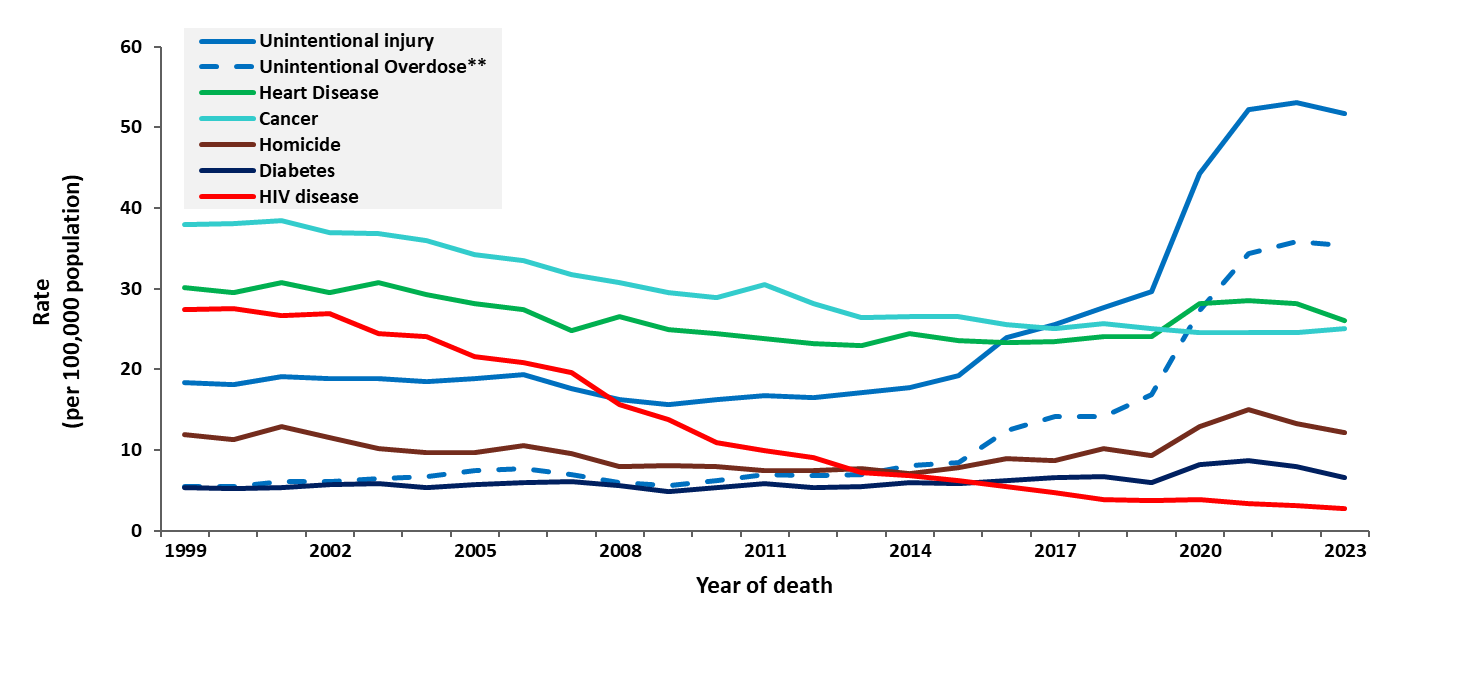 Unintentional injury
Unintentional Overdose**
Heart Disease
Cancer
Homicide
Diabetes
HIV disease
60
50
40
30
20
10
0
Rate
(per 100,000 population)
1999 2002 2005 2008 2011 2014 2017 2020 2023
Year of death